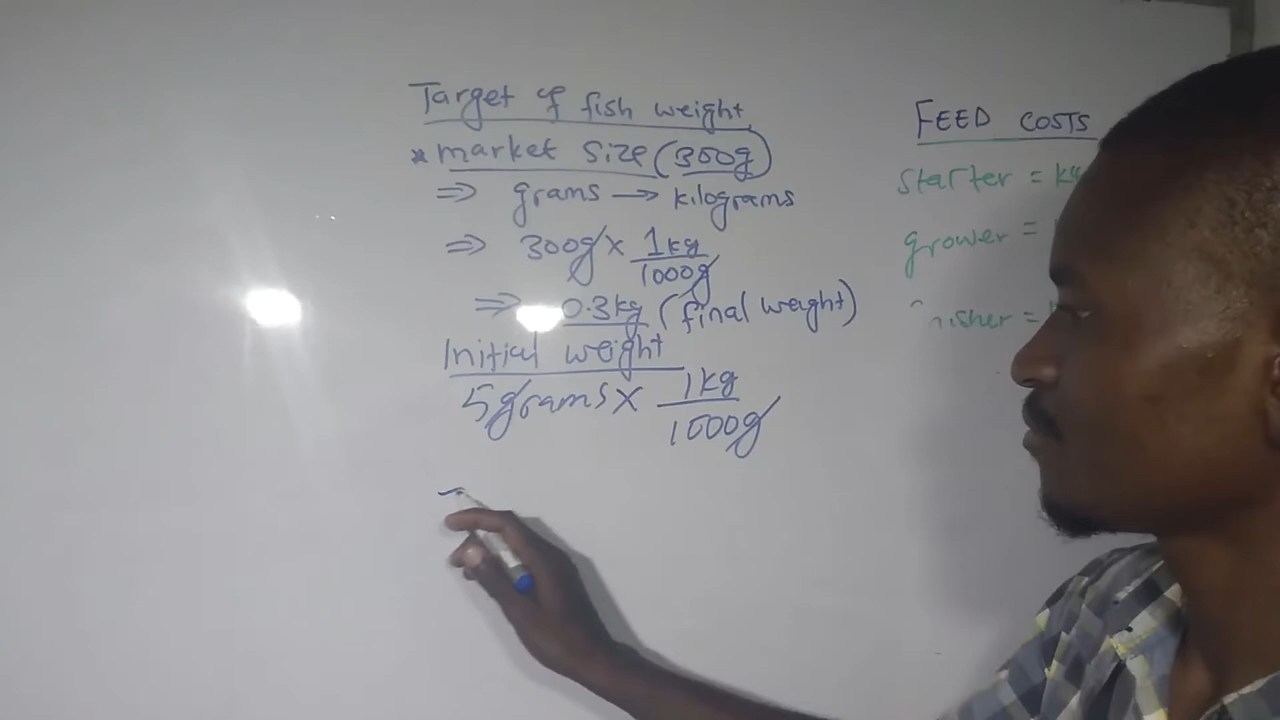 Target of fish weight
* market size (300g)
⇒ grams → kilograms
⇒ 300g x 1kg
1000g
⇒ 0.3kg (final weight)
Initial weight
5grams x 1kg
1000g
FEED COSTS
starter =
grower =
=